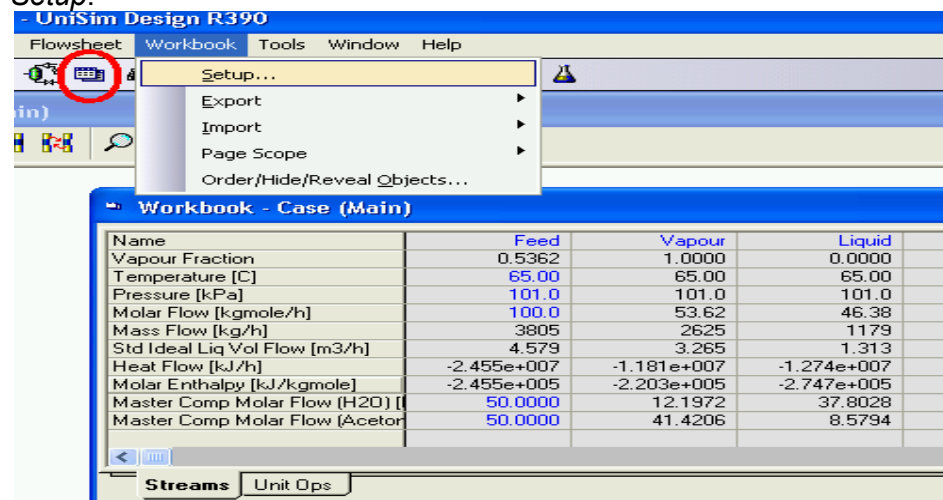 Setup.
- UniSim Design R390
Flowsheet Workbook Tools Window Help
Setup...
Export
Import
Page Scope
Order/Hide/Reveal Objects...
Workbook - Case (Main)
Name Feed Vapour Liquid
Vapour Fraction 0.5362 1.0000 0.0000
Temperature [C] 65.00 65.00 65.00
Pressure [kPa] 101.0 101.0 101.0
Molar Flow [kgmole/h] 100.0 53.62 46.38
Mass Flow [kg/h] 3805 2625 1179
Std Ideal Liq Vol Flow [m3/h] 4.579 3.265 1.313
Heat Flow [kJ/h] -2.455e+007 -1.181e+007 -1.274e+007
Molar Enthalpy [kJ/kgmole] -2.455e+005 -2.203e+005 -2.747e+005
Master Comp Molar Flow (H2O) [ 50.0000 12.1972 37.8028
Master Comp Molar Flow (Aceton 50.0000 41.4206 8.5794
Streams Unit Ops